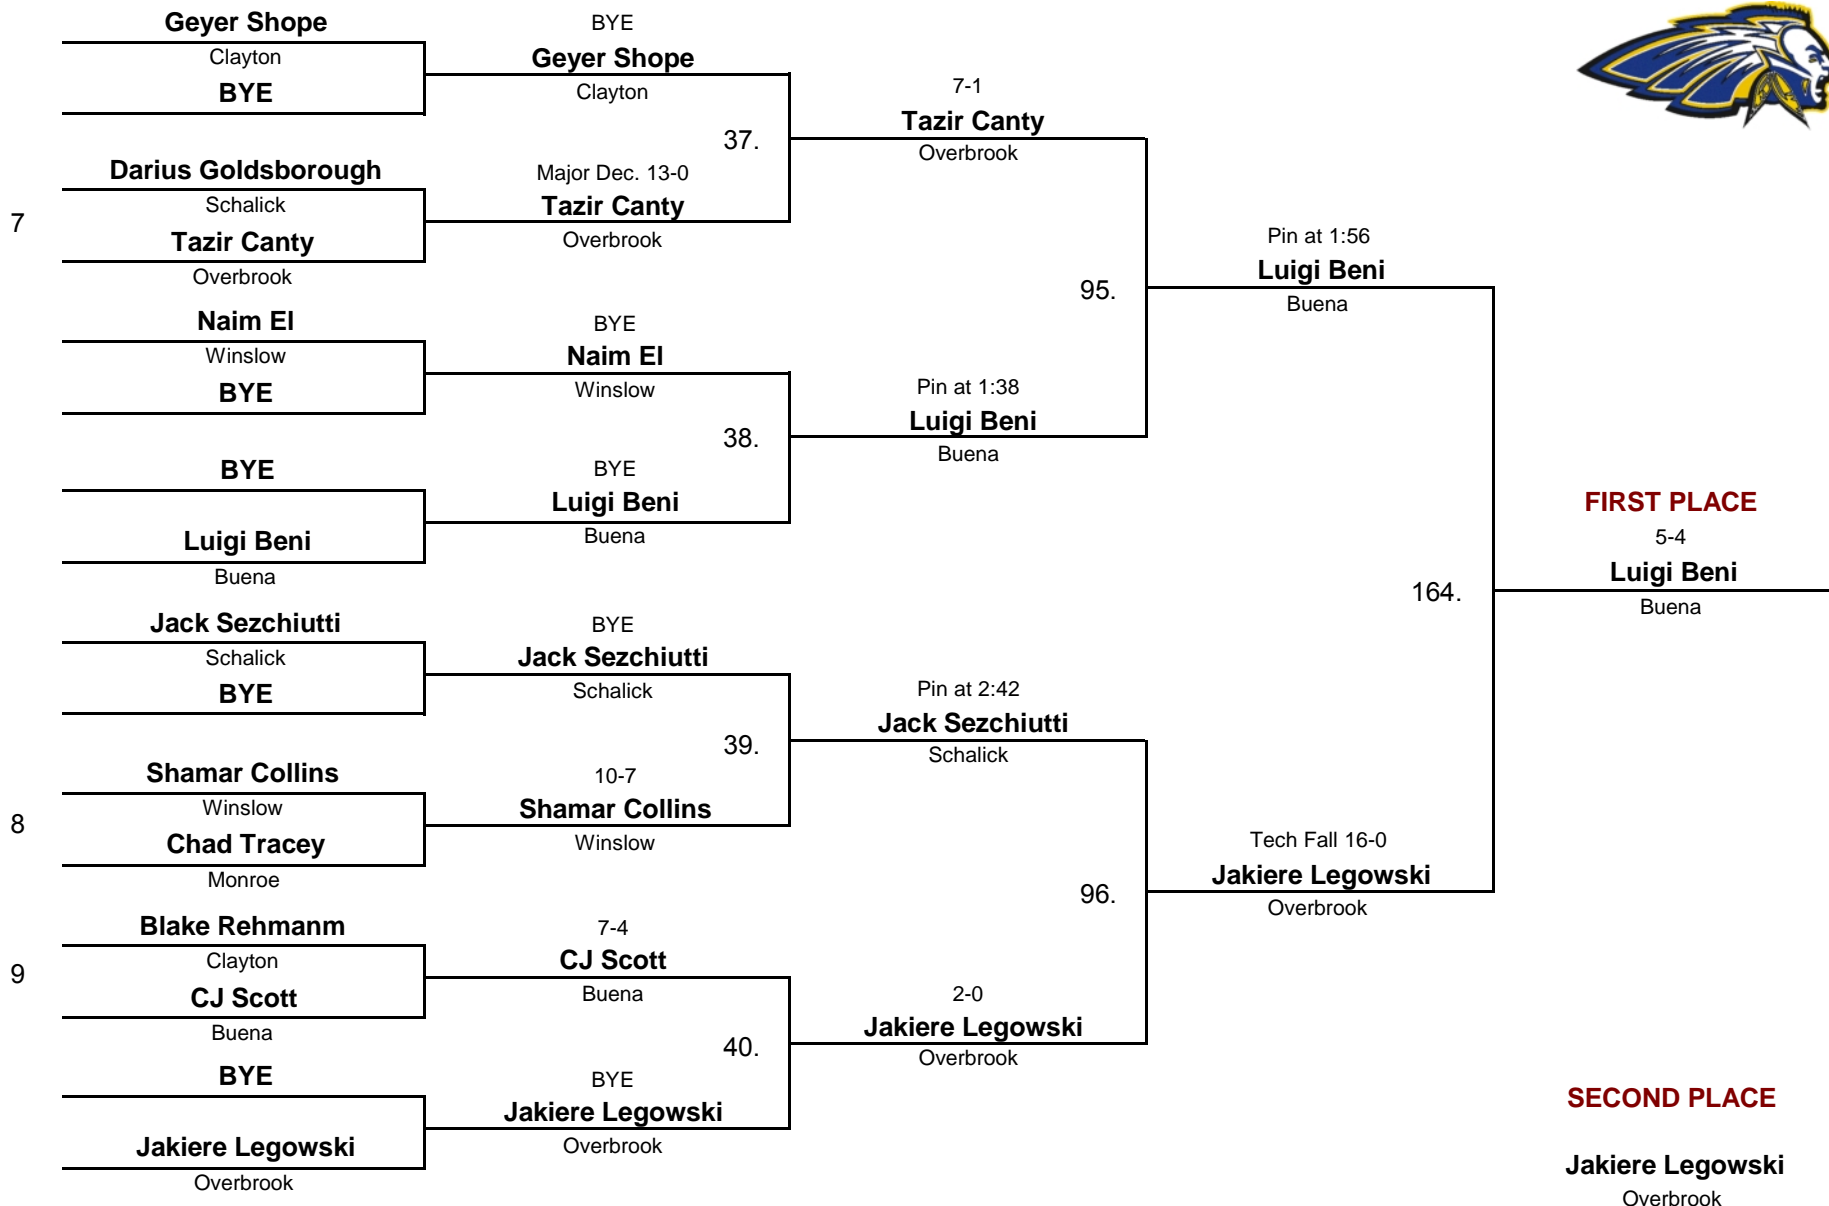 Geyer Shope
Clayton
BYE
7
Darius Goldsborough
Schalick
Tazir Canty
Overbrook
Naim El
Winslow
BYE
BYE
Luigi Beni
Buena
Jack Sezchiutti
Schalick
BYE
8
Shamar Collins
Winslow
Chad Tracey
Monroe
9
Blake Rehmanm
Clayton
CJ Scott
Buena
BYE
Jakiere Legowski
Overbrook
BYE
Geyer Shope
Clayton
37.
Major Dec. 13-0
Tazir Canty
Overbrook
BYE
Naim El
Winslow
38.
BYE
Luigi Beni
Buena
BYE
Jack Sezchiutti
Schalick
39.
10-7
Shamar Collins
Winslow
7-4
CJ Scott
Buena
40.
BYE
Jakiere Legowski
Overbrook
7-1
Tazir Canty
Overbrook
95.
Pin at 1:38
Luigi Beni
Buena
Pin at 2:42
Jack Sezchiutti
Schalick
96.
2-0
Jakiere Legowski
Overbrook
Pin at 1:56
Luigi Beni
Buena
164.
Tech Fall 16-0
Jakiere Legowski
Overbrook
FIRST PLACE
5-4
Luigi Beni
Buena
SECOND PLACE
Jakiere Legowski
Overbrook